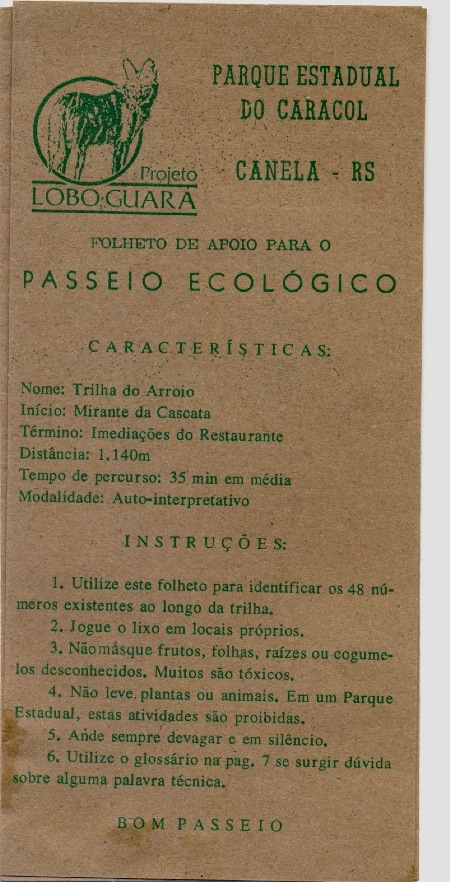 PARQUE ESTADUAL
DO CARACOL
CANELA - RS
Projeto
LOBO-GUARÁ
FOLHETO DE APOIO PARA O
PASSEIO ECOLÓGICO
CARACTERÍSTICAS:
Nome: Trilha do Arroio
Início: Mirante da Cascata
Término: Imediações do Restaurante
Distância: 1.140m
Tempo de percurso: 35 min em média
Modalidade: Auto-interpretativo
INSTRUÇÕES:
1. Utilize este folheto para identificar os 48 nú-
meros existentes ao longo da trilha.
2. Jogue o lixo em locais próprios.
3. Nãomásque frutos, folhas, raízes ou cogume-
los desconhecidos. Muitos são tóxicos.
4. Não leve plantas ou animais. Em um Parque
Estadual, estas atividades são proibidas.
5. Ande sempre devagar e em silêncio.
6. Utilize o glossário na pag. 7 se surgir dúvida
sobre alguma palavra técnica.
BOM PASSEIO